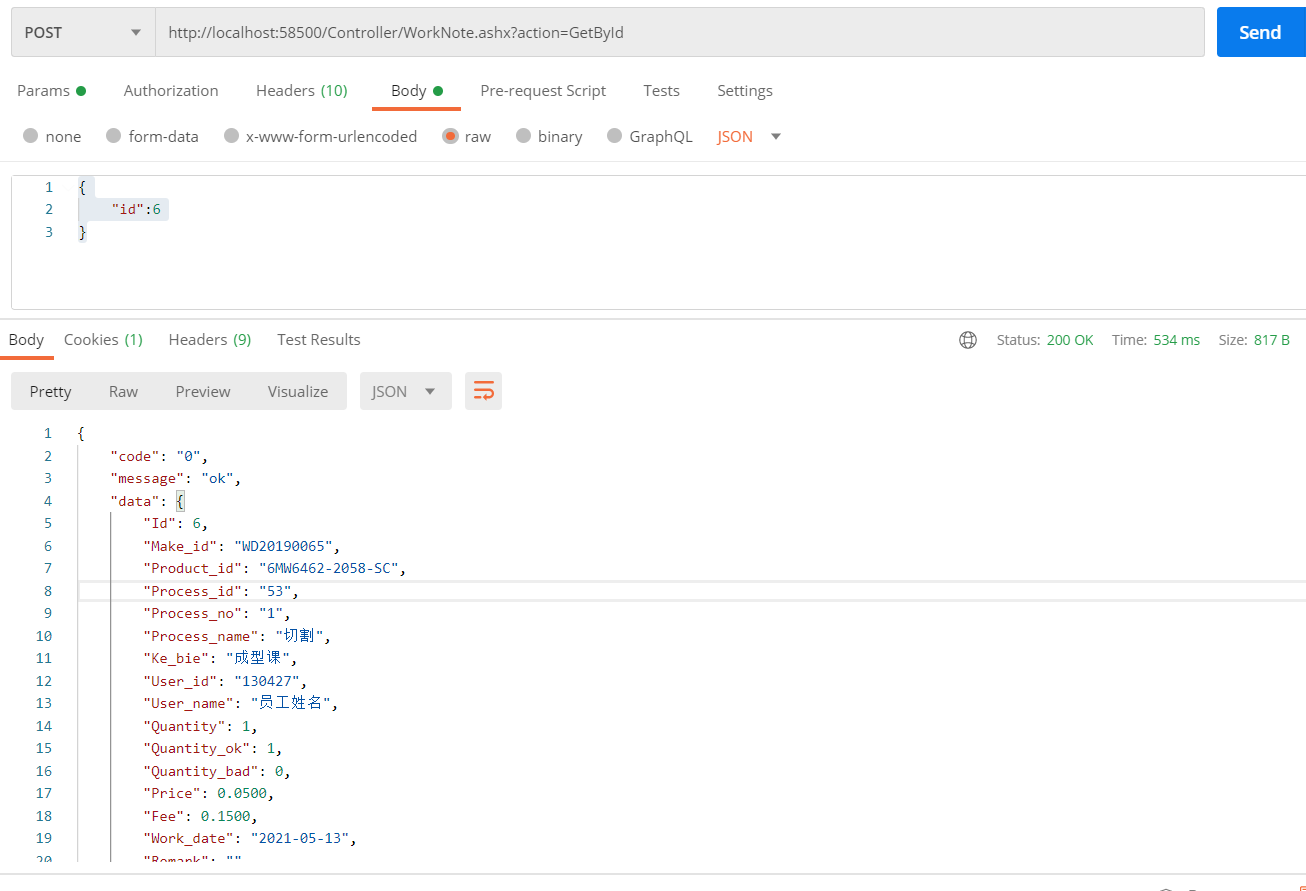 POST http://localhost:58500/Controller/WorkNote.ashx?action=GetById Send
Params Authorization Headers (10) Body Pre-request Script Tests Settings
none form-data x-www-form-urlencoded raw binary GraphQL JSON
1 {
2 "id":6
3 }
Body Cookies (1) Headers (9) Test Results Status: 200 OK Time: 534 ms Size: 817 B
Pretty Raw Preview Visualize JSON
1 {
2 "code": "0",
3 "message": "ok",
4 "data": {
5 "Id": 6,
6 "Make_id": "WD20190065",
7 "Product_id": "6MW6462-2058-SC",
8 "Process_id": "53",
9 "Process_no": "1",
10 "Process_name": "切割",
11 "Ke_bie": "成型课",
12 "User_id": "130427",
13 "User_name": "员工姓名",
14 "Quantity": 1,
15 "Quantity_ok": 1,
16 "Quantity_bad": 0,
17 "Price": 0.0500,
18 "Fee": 0.1500,
19 "Work_date": "2021-05-13",
20 "Remark": ""